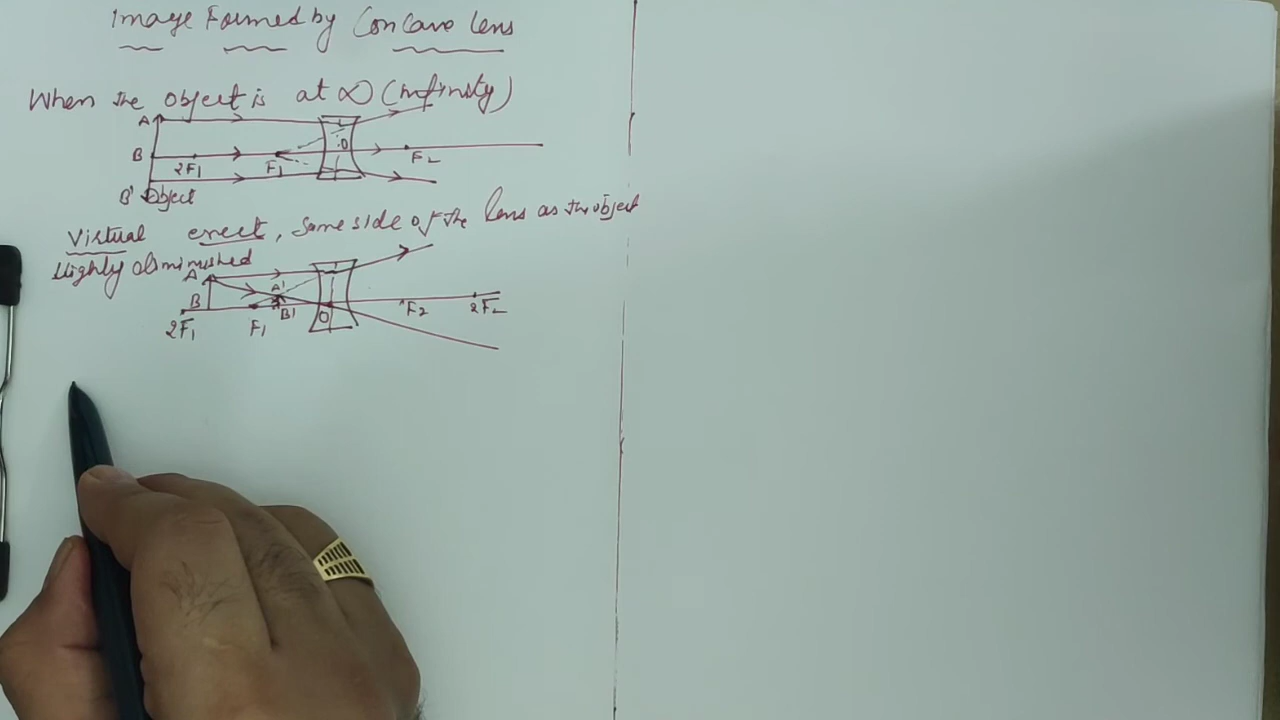 Image Formed by Concave lens
When the object is at ∞ (infinity)
A
B O
2F1 F1 F2
B' Object
Virtual erect, Same side of the lens as the object
Highly diminished
A A'
B B' O F2 2F2
2F1 F1